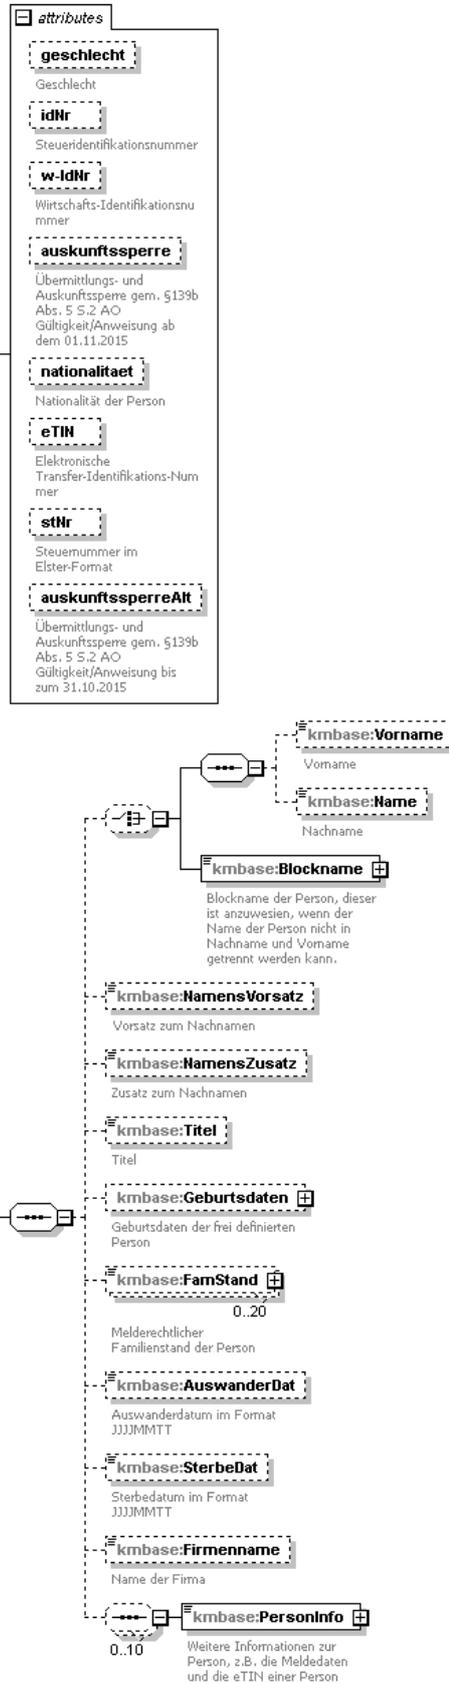 attributes
geschlecht
Geschlecht
idNr
Steueridentifikationsnummer
w-IdNr
Wirtschafts-Identifikationsnu
mmer
auskunftssperre
Übermittlungs- und
Auskunftssperre gem. §139b
Abs. 5 S.2 AO
Gültigkeit/Anweisung ab
dem 01.11.2015
nationalitaet
Nationalität der Person
eTIN
Elektronische
Transfer-Identifikations-Num
mer
stNr
Steuernummer im
Elster-Format
auskunftssperreAlt
Übermittlungs- und
Auskunftssperre gem. §139b
Abs. 5 S.2 AO
Gültigkeit/Anweisung bis
zum 31.10.2015
kmbase:Vorname
Vorname
kmbase:Name
Nachname
kmbase:Blockname
Blockname der Person, dieser
ist anzuwesien, wenn der
Name der Person nicht in
Nachname und Vorname
getrennt werden kann.
kmbase:NamensVorsatz
Vorsatz zum Nachnamen
kmbase:NamensZusatz
Zusatz zum Nachnamen
kmbase:Titel
Titel
kmbase:Geburtsdaten
Geburtsdaten der frei definierten
Person
kmbase:FamStand
0..20
Melderechtlicher
Familienstand der Person
kmbase:AuswanderDat
Auswanderdatum im Format
JJJJMMTT
kmbase:SterbeDat
Sterbedatum im Format
JJJJMMTT
kmbase:Firmenname
Name der Firma
kmbase:PersonInfo
0..10
Weitere Informationen zur
Person, z.B. die Meldedaten
und die eTIN einer Person